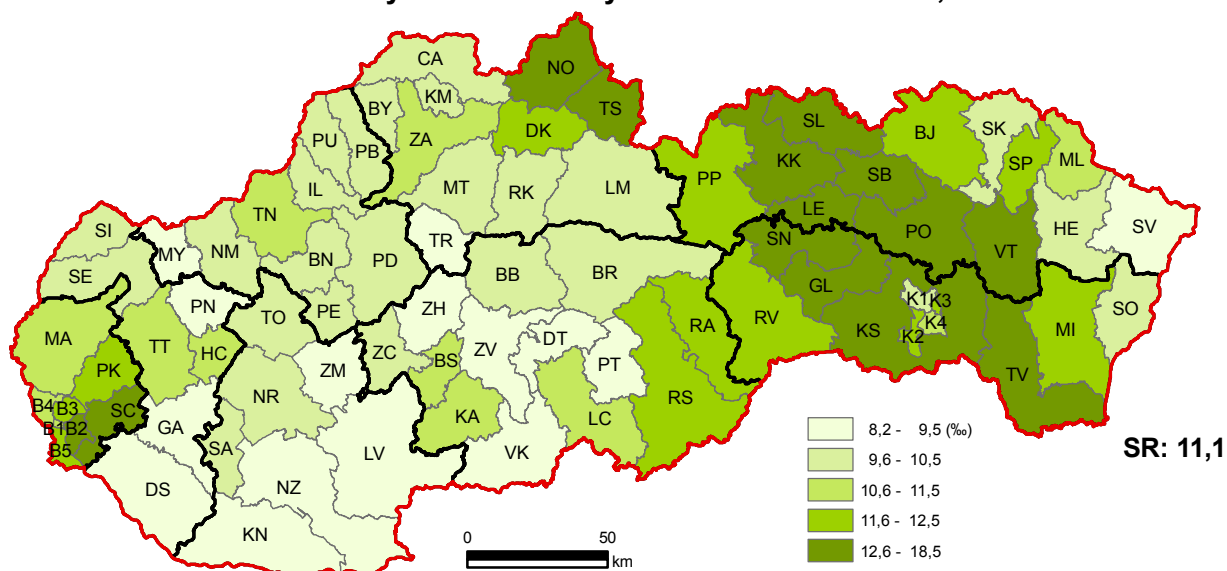 CA
NO
KM
BY
TS
PU
PB
ZA
DK
SL
BJ
SK
SP
ML
KK
PP
SB
IL
MT
RK
LM
LE
TN
PO
HE
SV
SI
MY
NM
TR
SN
VT
BN
PD
BB
BR
SE
GL
PN
K1
K3
TO
PE
ZH
SO
MA
TT
HC
ZC
BS
ZV
DT
RA
RV
KS
K2
K4
MI
PK
ZM
PT
TV
B4
B3
SC
NR
KA
LC
RS
B1
B2
GA
B5
SA
LV
VK
DS
NZ
KN
8,2 - 9,5 (‰)
9,6 - 10,5
10,6 - 11,5
11,6 - 12,5
12,6 - 18,5
SR: 11,1
0 50
km